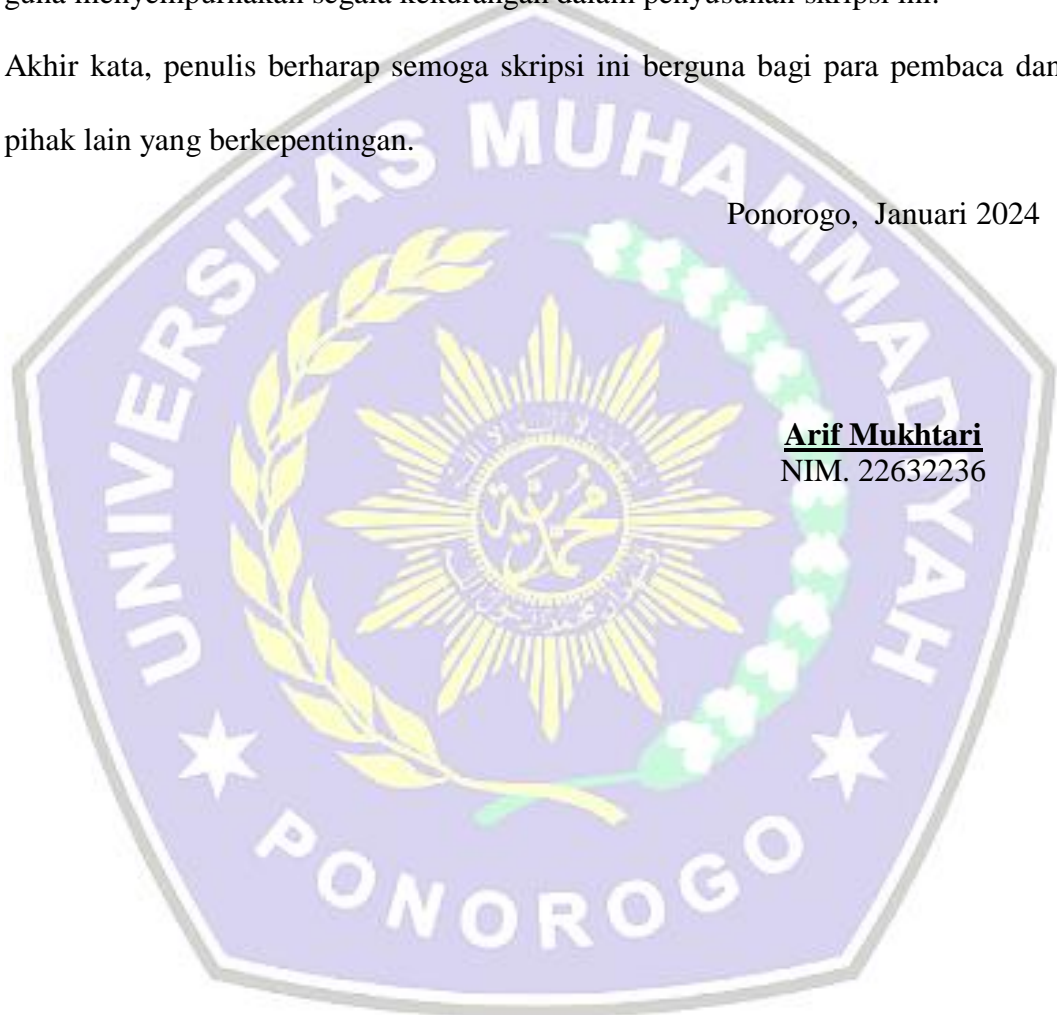 guna menyempurnakan segala kekurangan dalam penyusunan skripsi ini.
Akhir kata, penulis berharap semoga skripsi ini berguna bagi para pembaca dan
pihak lain yang berkepentingan.
Ponorogo, Januari 2024
Arif Mukhtari
NIM. 22632236
UNIVERSITAS MUHAMMADIYAH
PONOROGO
محمدية